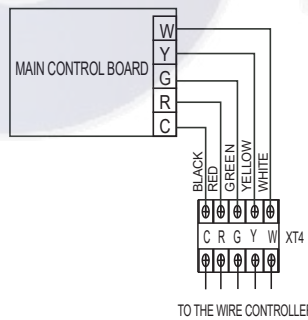 W
Y
MAIN CONTROL BOARD
G
R
C
BLACK
RED
GREEN
YELLOW
WHITE
C R G Y W XT4
TO THE WIRE CONTROLLER